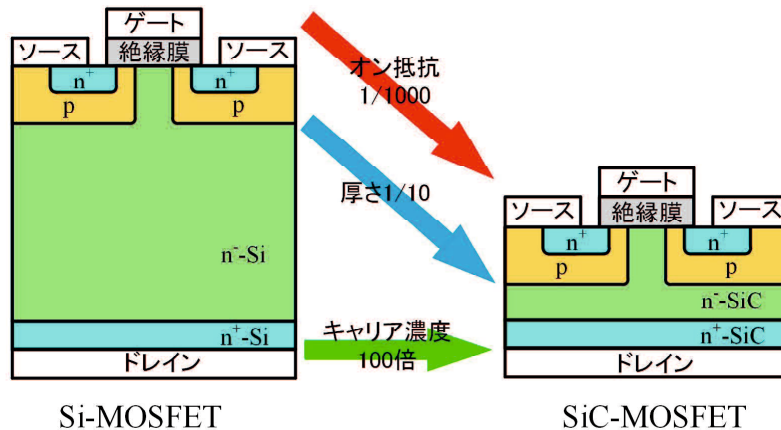 ゲート
ソース
絶縁膜
ソース
n+
n+
p
p
n--Si
n+-Si
ドレイン
Si-MOSFET
オン抵抗
1/1000
厚さ1/10
キャリア濃度
100倍
ゲート
ソース
絶縁膜
ソース
n+
n+
p
p
n--SiC
n+-SiC
ドレイン
SiC-MOSFET